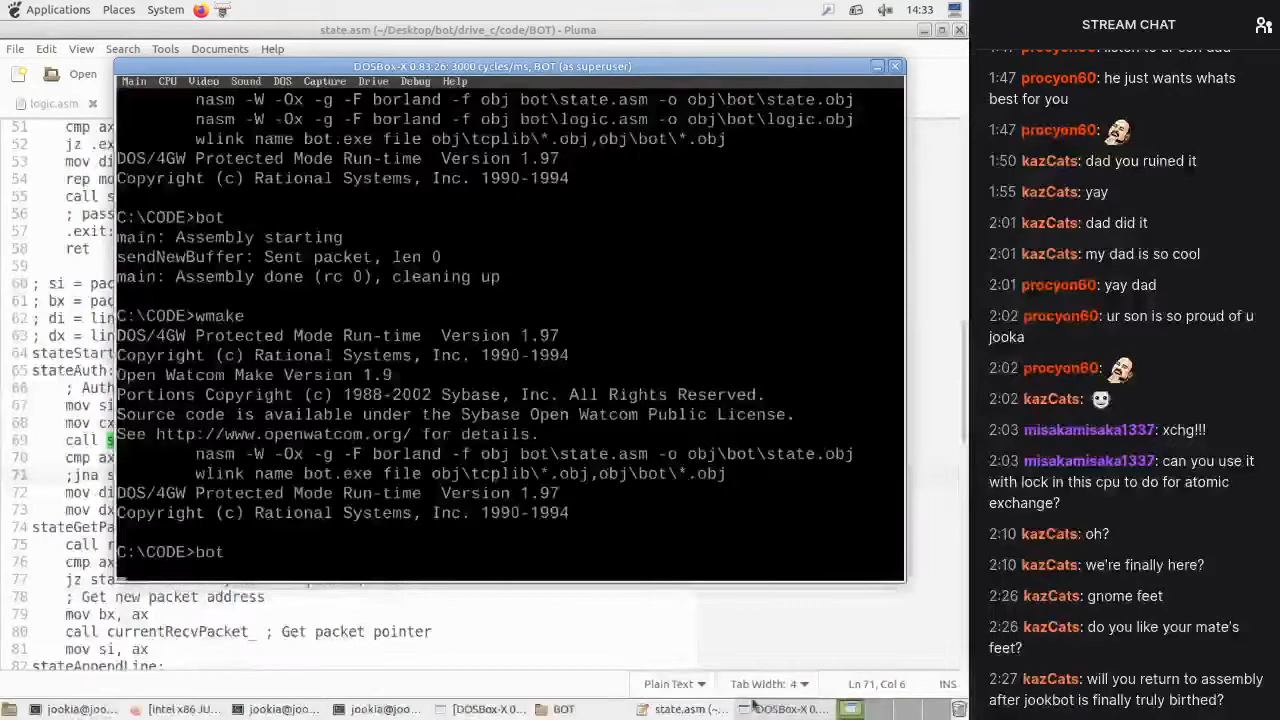 Applications Places System 14:33
state.asm (~/Desktop/bot/drive_c/code/BOT) - Pluma
File Edit View Search Tools Documents Help
Open
logic.asm
DOSBox-X 0.83.26: 3000 cycles/ms, BOT (as superuser)
Main CPU Video Sound DOS Capture Drive Debug Help
nasm -W -Ox -g -F borland -f obj bot\state.asm -o obj\bot\state.obj
nasm -W -Ox -g -F borland -f obj bot\logic.asm -o obj\bot\logic.obj
wlink name bot.exe file obj\tcplib\*.obj,obj\bot\*.obj
DOS/4GW Protected Mode Run-time Version 1.97
Copyright (c) Rational Systems, Inc. 1990-1994
C:\CODE>bot
main: Assembly starting
sendNewBuffer: Sent packet, len 0
main: Assembly done (rc 0), cleaning up
C:\CODE>wmake
DOS/4GW Protected Mode Run-time Version 1.97
Copyright (c) Rational Systems, Inc. 1990-1994
Open Watcom Make Version 1.9
Portions Copyright (c) 1988-2002 Sybase, Inc. All Rights Reserved.
Source code is available under the Sybase Open Watcom Public License.
See http://www.openwatcom.org/ for details.
nasm -W -Ox -g -F borland -f obj bot\state.asm -o obj\bot\state.obj
wlink name bot.exe file obj\tcplib\*.obj,obj\bot\*.obj
DOS/4GW Protected Mode Run-time Version 1.97
Copyright (c) Rational Systems, Inc. 1990-1994
C:\CODE>bot
51 cmp ax
52 jz .ex
53 mov di
54 rep mo
55 call s
56 ; pass
57 .exit:
58 ret
59
60 ; si = pac
61 ; bx = pac
62 ; di = lin
63 ; dx = lin
64 stateStart
65 stateAuth:
66 ; Auth
67 mov si
68 mov cx
69 call s
70 cmp ax
71 ;jna s
72 mov di
73 mov dx
74 stateGetPa
75 call r
76 cmp ax
77 jz sta
78 ; Get new packet address
79 mov bx, ax
80 call currentRecvPacket_ ; Get packet pointer
81 mov si, ax
82 stateAppendLine:
Plain Text Tab Width: 4 Ln 71, Col 6 INS
jookia@joo... [Intel x86 JU... jookia@joo... jookia@joo... [DOSBox-X 0... BOT state.asm (~... DOSBox-X 0....
STREAM CHAT
1:47 procyon60: listen to ur son dad
1:47 procyon60: he just wants whats
best for you
1:47 procyon60:
1:50 kazCats: dad you ruined it
1:55 kazCats: yay
2:01 kazCats: dad did it
2:01 kazCats: my dad is so cool
2:01 procyon60: yay dad
2:02 procyon60: ur son is so proud of u
jooka
2:02 procyon60:
2:02 kazCats:
2:03 misakamisaka1337: xchg!!!
2:03 misakamisaka1337: can you use it
with lock in this cpu to do for atomic
exchange?
2:10 kazCats: oh?
2:10 kazCats: we're finally here?
2:26 kazCats: gnome feet
2:26 kazCats: do you like your mate's
feet?
2:27 kazCats: will you return to assembly
after jookbot is finally truly birthed?